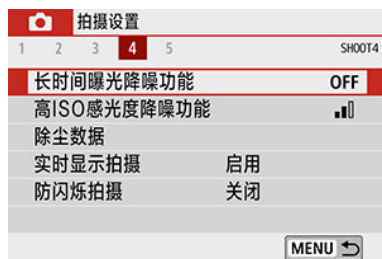 拍摄设置
1 2 3 4 5 SHOOT4
长时间曝光降噪功能 OFF
高ISO感光度降噪功能
除尘数据
实时显示拍摄 启用
防闪烁拍摄 关闭
MENU